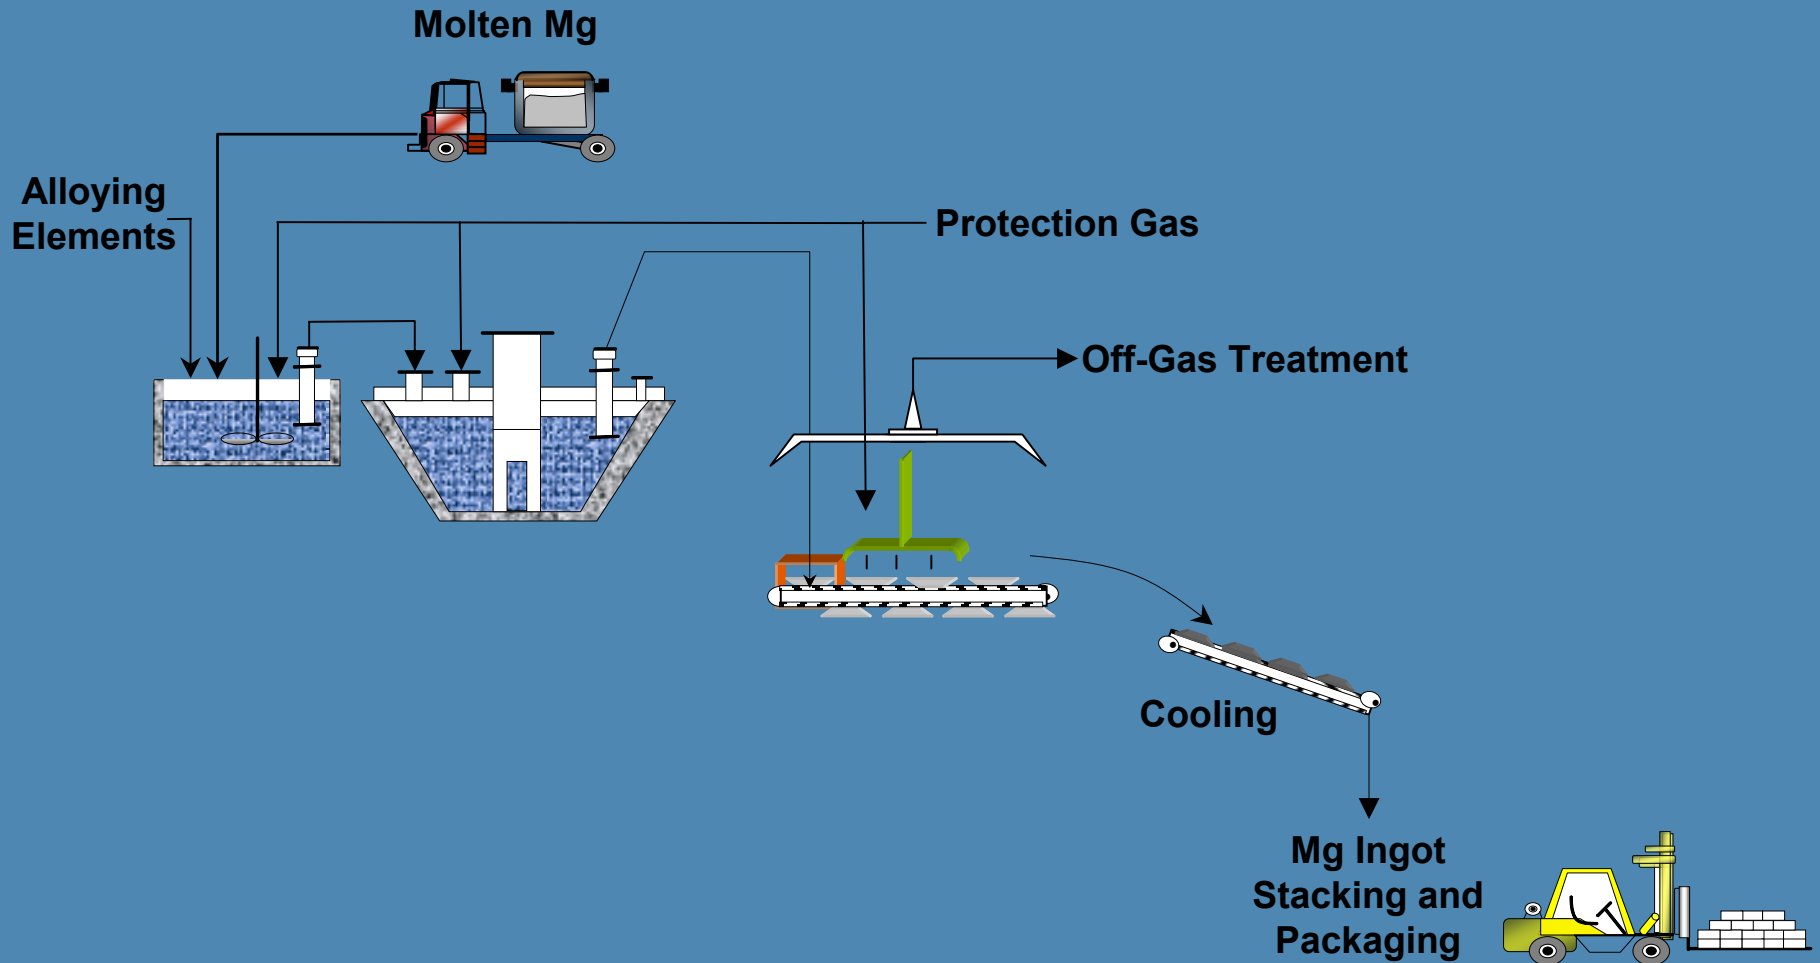 Molten Mg
Alloying
Elements
Protection Gas
Off-Gas Treatment
Cooling
Mg Ingot
Stacking and
Packaging